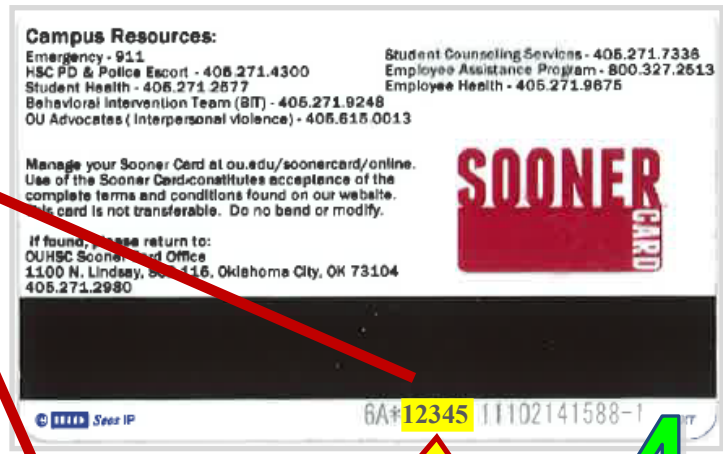 Campus Resources:
Emergency - 911
HSC PD & Police Escort - 405.271.4300
Student Health - 405.271.2577
Behavioral Intervention Team (BIT) - 405.271.9248
OU Advocates ( Interpersonal violence) - 405.615.0013
Student Counseling Services - 405.271.7336
Employee Assistance Program - 800.327.2513
Employee Health - 405.271.9675
Manage your Sooner Card at ou.edu/soonercard/online.
Use of the Sooner Card constitutes acceptance of the
complete terms and conditions found on our website.
This card is not transferable. Do no bend or modify.
SOONER
CARD
If found, please return to:
OUHSC Sooner Card Office
1100 N. Lindsay, 116, Oklahoma City, OK 73104
405.271.2980
HID Seos IP
6A*12345 11102141588-1
4